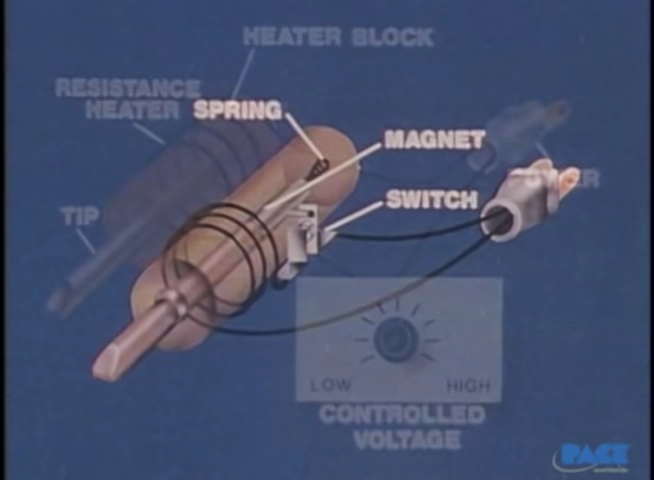 HEATER BLOCK
RESISTANCE
HEATER
SPRING
MAGNET
SWITCH
TIP
LOW
HIGH
CONTROLLED
VOLTAGE
PACE